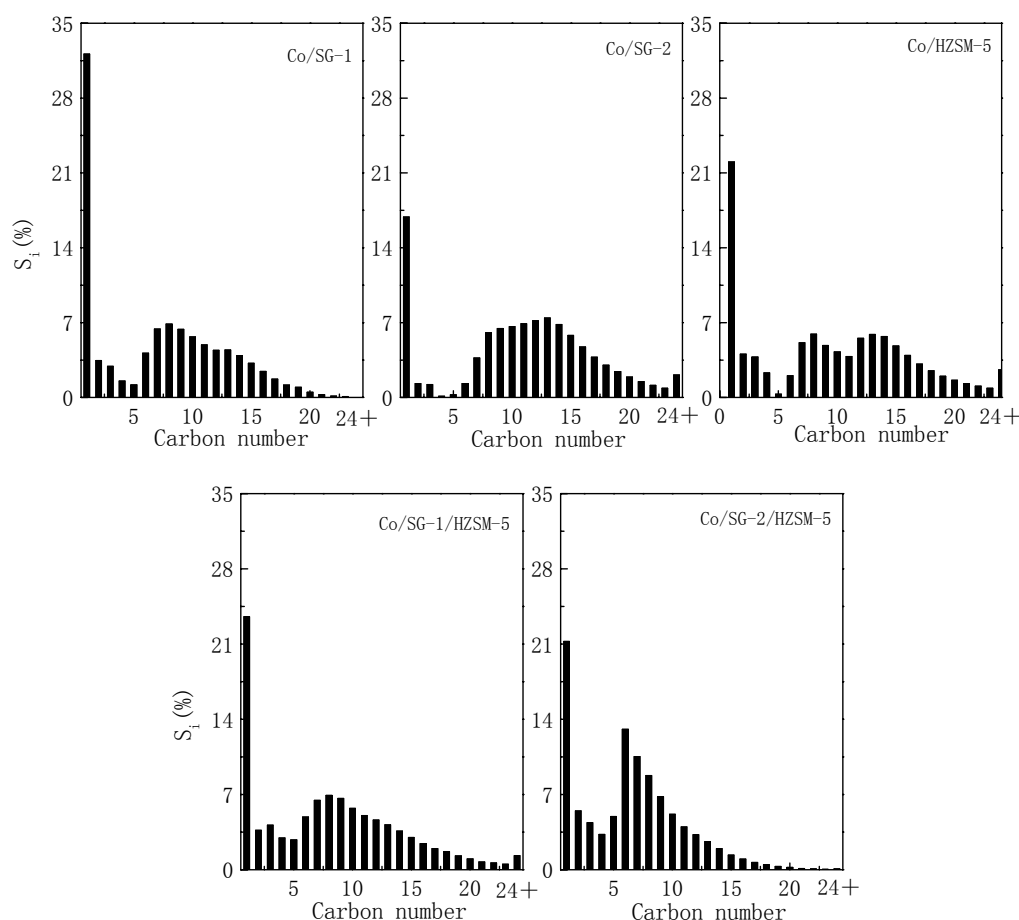 35
28
21
14
7
0
S_i (%)
Co/SG-1
5 10 15 20 24+
Carbon number
35
28
21
14
7
0
Co/SG-2
5 10 15 20 24+
Carbon number
35
28
21
14
7
0
Co/HZSM-5
0 5 10 15 20 24+
Carbon number
35
28
21
14
7
0
S_i (%)
Co/SG-1/HZSM-5
5 10 15 20 24+
Carbon number
35
28
21
14
7
0
Co/SG-2/HZSM-5
5 10 15 20 24+
Carbon number